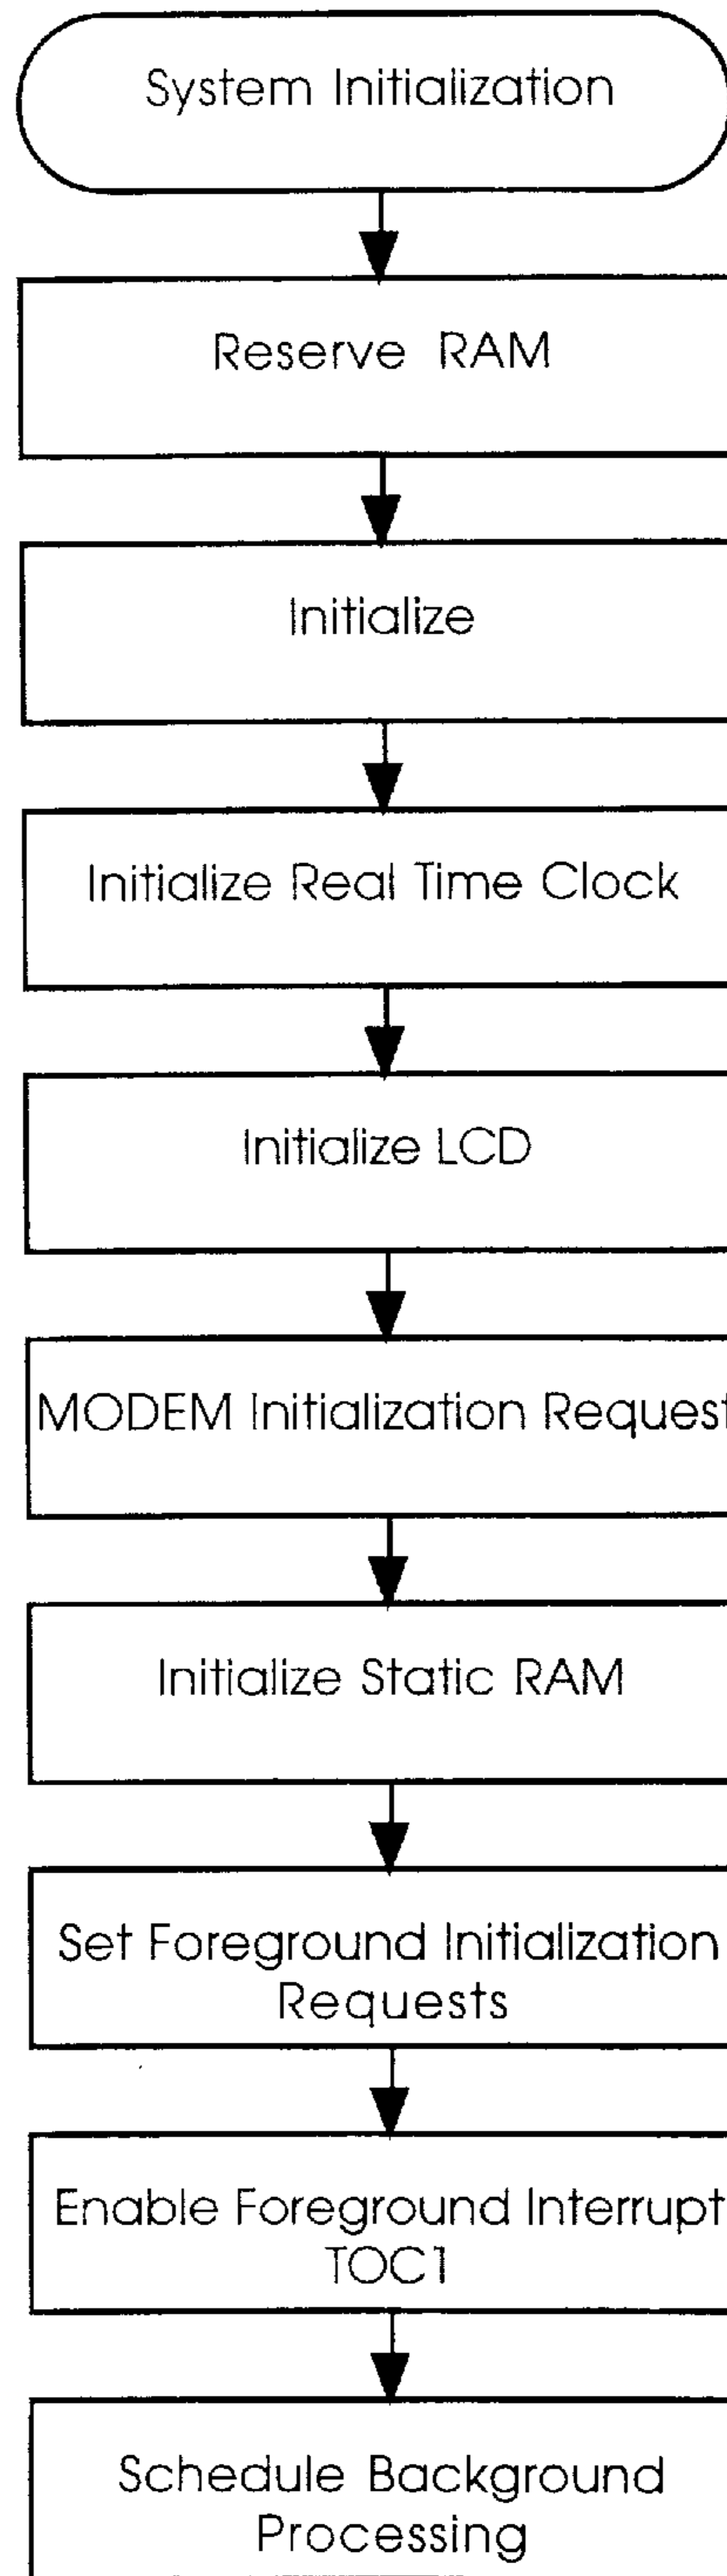 System Initialization
Reserve RAM
Initialize
Initialize Real Time Clock
Initialize LCD
MODEM Initialization Request
Initialize Static RAM
Set Foreground Initialization
Requests
Enable Foreground Interrupt
TOC1
Schedule Background
Processing